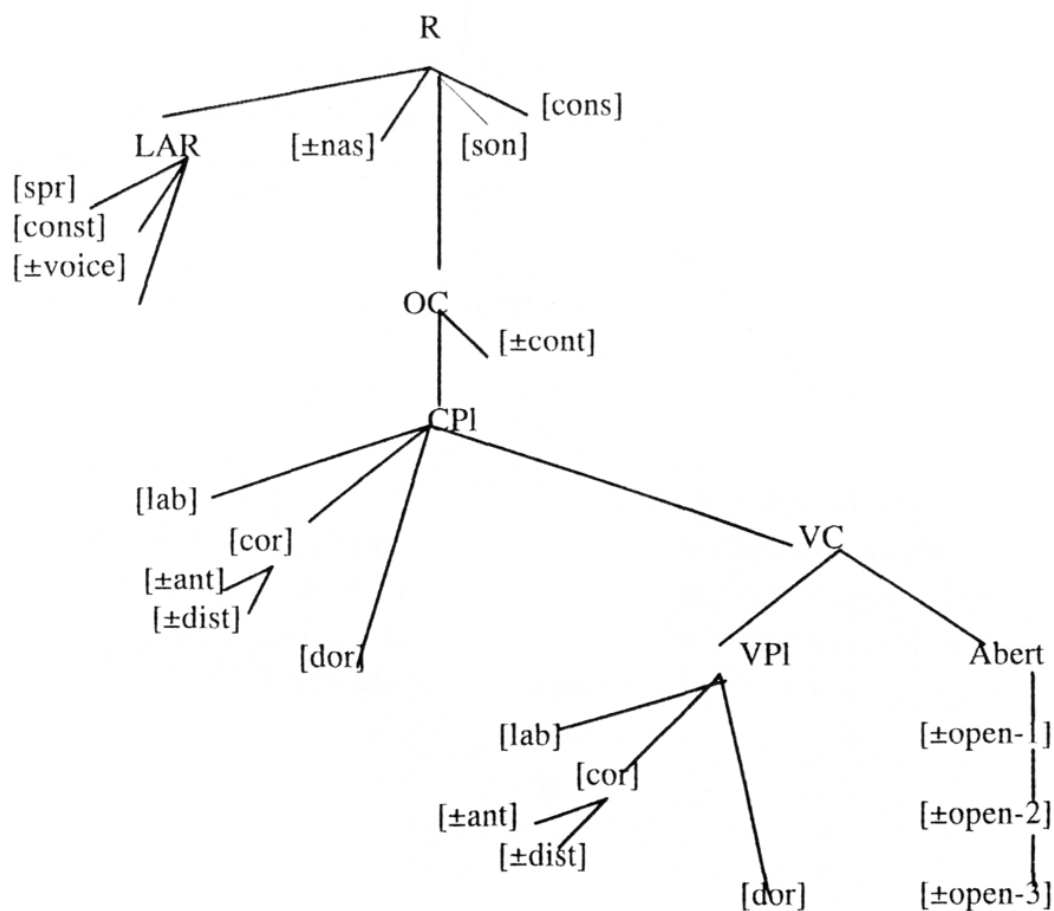 R
[cons]
LAR [±nas] [son]
[spr]
[const]
[±voice]
OC
[±cont]
CPl
[lab]
[cor] VC
[±ant]
[±dist]
[dor] VPl Abert
[lab] [±open-1]
[cor]
[±ant] [±open-2]
[±dist]
[dor] [±open-3]